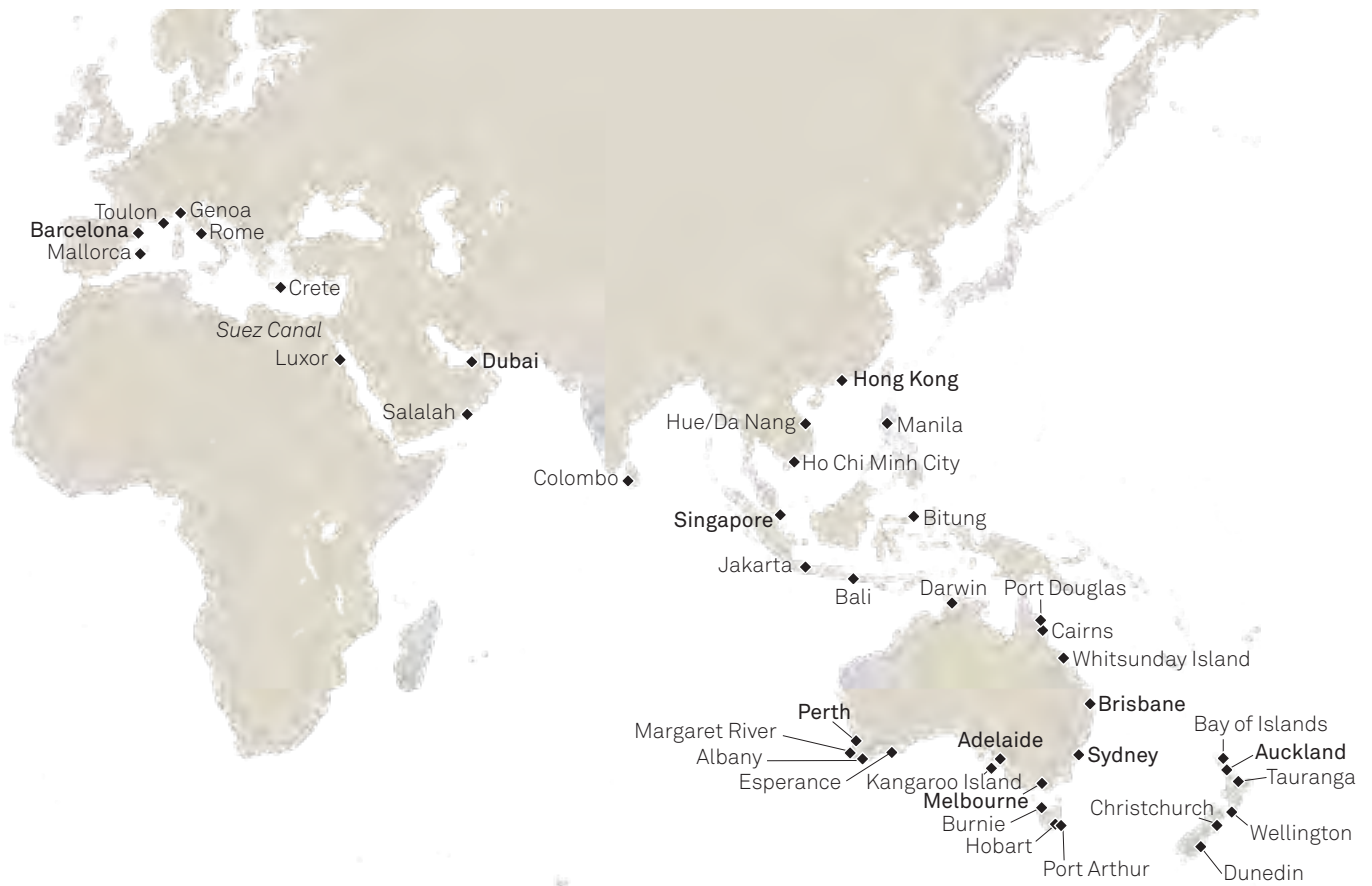 Toulon
Genoa
Barcelona
Rome
Mallorca
Crete
Suez Canal
Luxor
Dubai
Salalah
Hong Kong
Hue/Da Nang
Manila
Ho Chi Minh City
Colombo
Singapore
Bitung
Jakarta
Bali
Darwin
Port Douglas
Cairns
Whitsunday Island
Brisbane
Perth
Margaret River
Albany
Esperance
Adelaide
Kangaroo Island
Sydney
Melbourne
Burnie
Hobart
Port Arthur
Bay of Islands
Auckland
Tauranga
Christchurch
Wellington
Dunedin